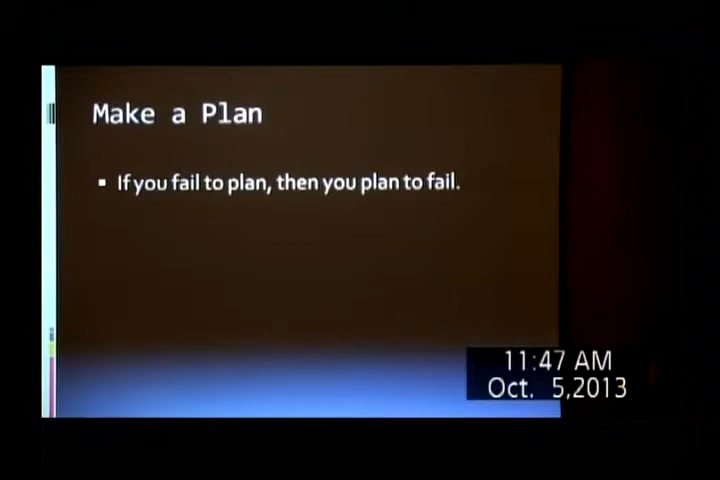 Make a Plan
▪ If you fail to plan, then you plan to fail.
11:47 AM
Oct. 5,2013